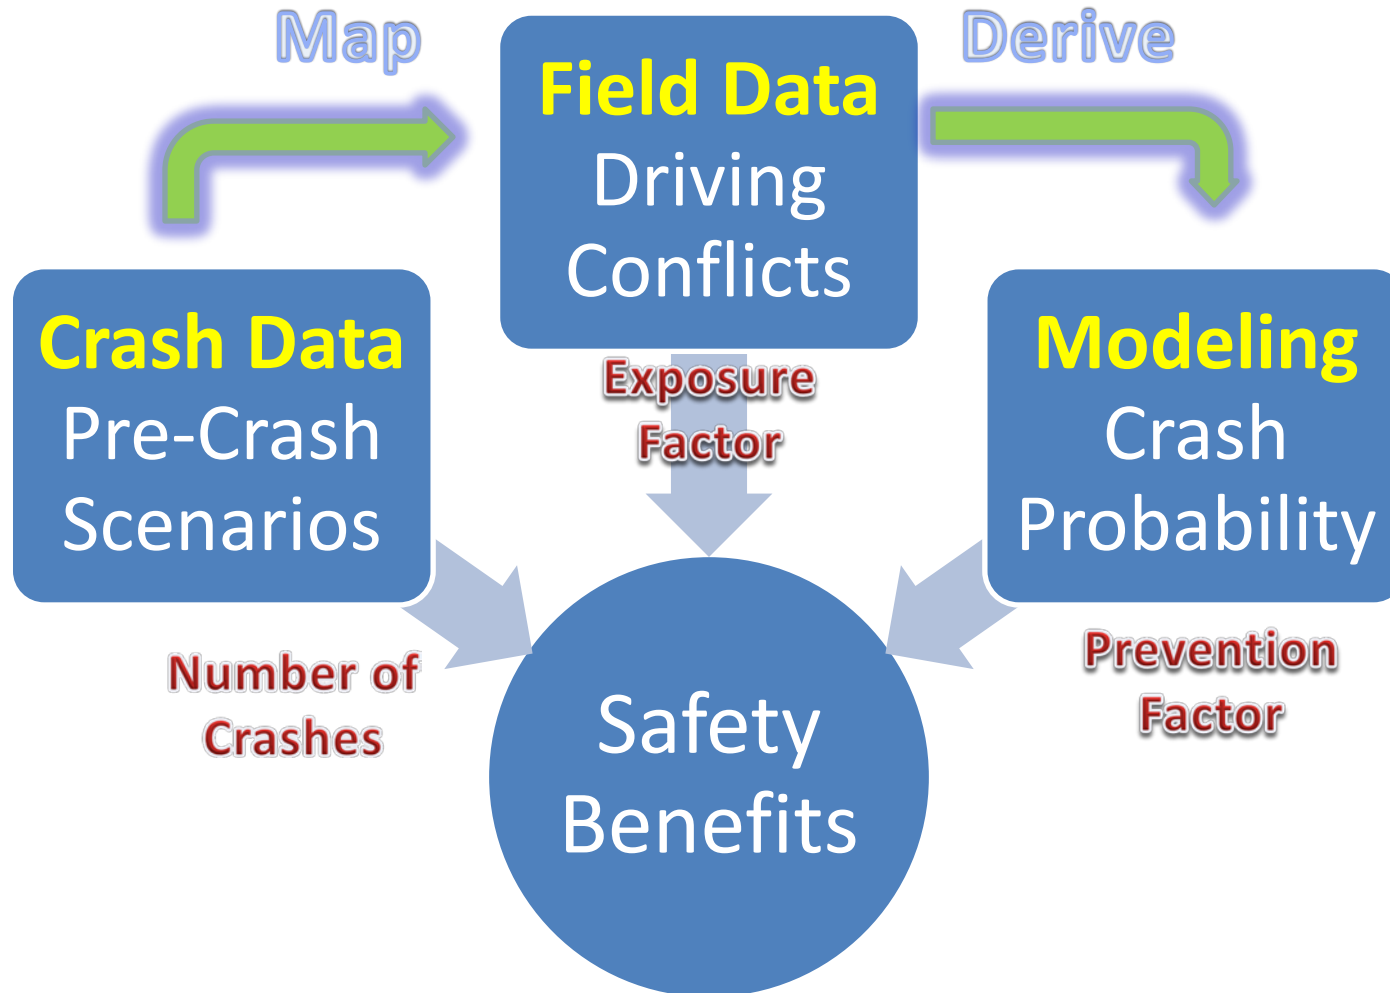 Map
Derive
Field Data
Driving
Conflicts
Crash Data
Pre-Crash
Scenarios
Modeling
Crash
Probability
Exposure
Factor
Number of
Crashes
Prevention
Factor
Safety
Benefits